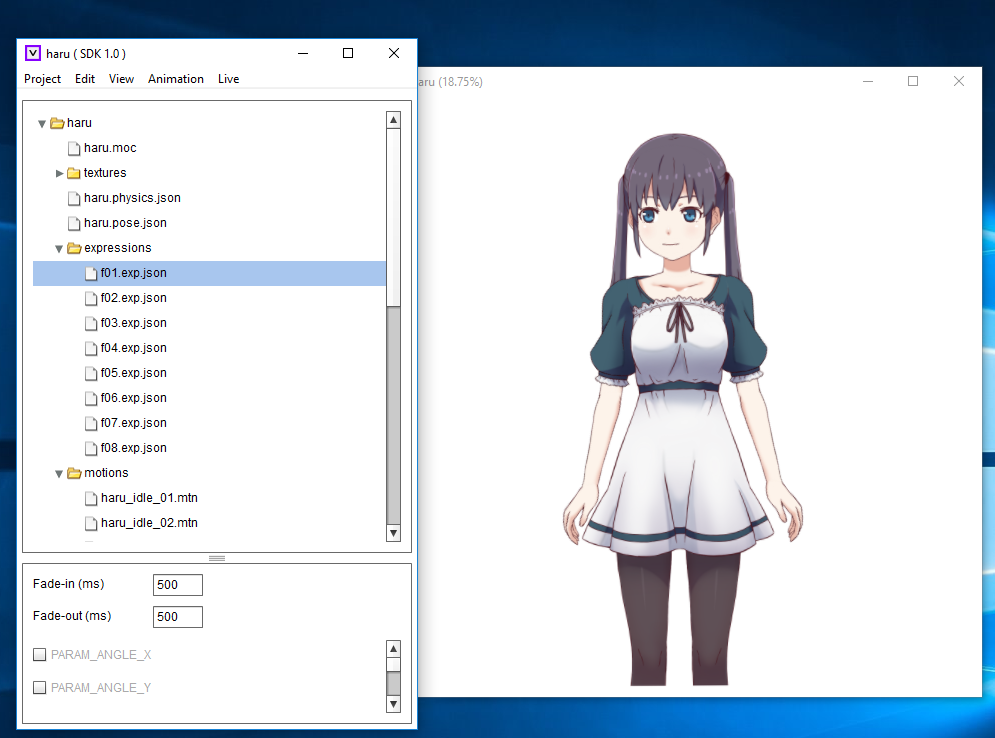 haru ( SDK 1.0 )
Project Edit View Animation Live
aru (18.75%)
haru
haru.moc
textures
haru.physics.json
haru.pose.json
expressions
f01.exp.json
f02.exp.json
f03.exp.json
f04.exp.json
f05.exp.json
f06.exp.json
f07.exp.json
f08.exp.json
motions
haru_idle_01.mtn
haru_idle_02.mtn
Fade-in (ms) 500
Fade-out (ms) 500
PARAM_ANGLE_X
PARAM_ANGLE_Y